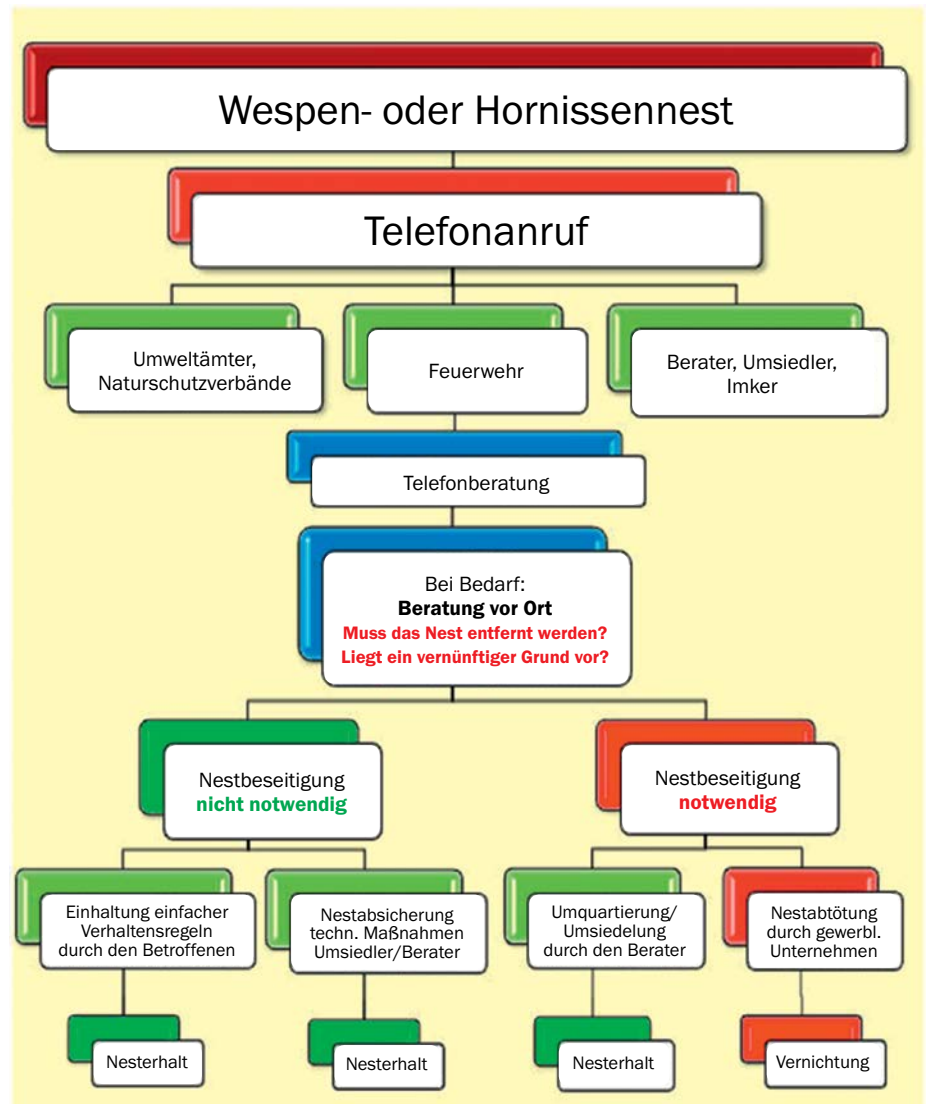 Wespen- oder Hornissennest
Telefonanruf
Umweltämter,
Naturschutzverbände
Feuerwehr
Berater, Umsiedler,
Imker
Telefonberatung
Bei Bedarf:
Beratung vor Ort
Muss das Nest entfernt werden?
Liegt ein vernünftiger Grund vor?
Nestbeseitigung
nicht notwendig
Nestbeseitigung
notwendig
Einhaltung einfacher
Verhaltensregeln
durch den Betroffenen
Nestabsicherung
techn. Maßnahmen
Umsiedler/Berater
Umquartierung/
Umsiedelung
durch den Berater
Nestabtötung
durch gewerbl.
Unternehmen
Nesterhalt
Nesterhalt
Nesterhalt
Vernichtung